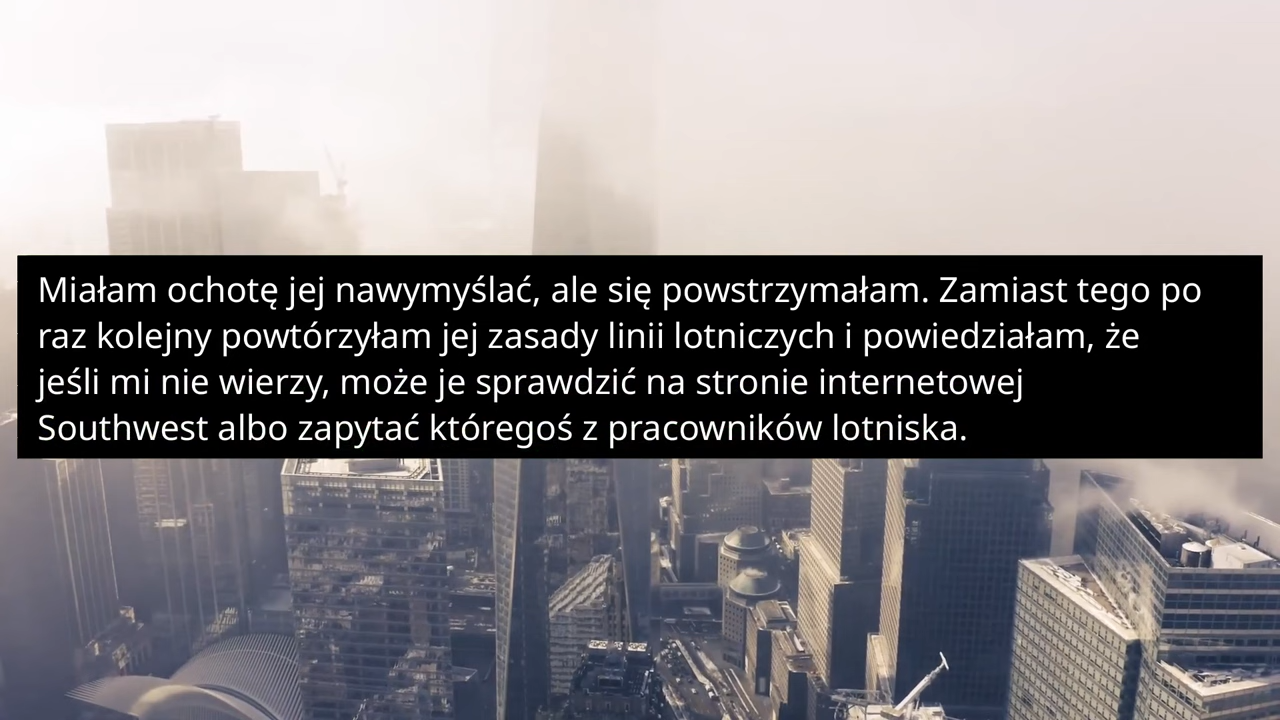 Miałam ochotę jej nawymyślać, ale się powstrzymałam. Zamiast tego po
raz kolejny powtórzyłam jej zasady linii lotniczych i powiedziałam, że
jeśli mi nie wierzy, może je sprawdzić na stronie internetowej
Southwest albo zapytać któregoś z pracowników lotniska.